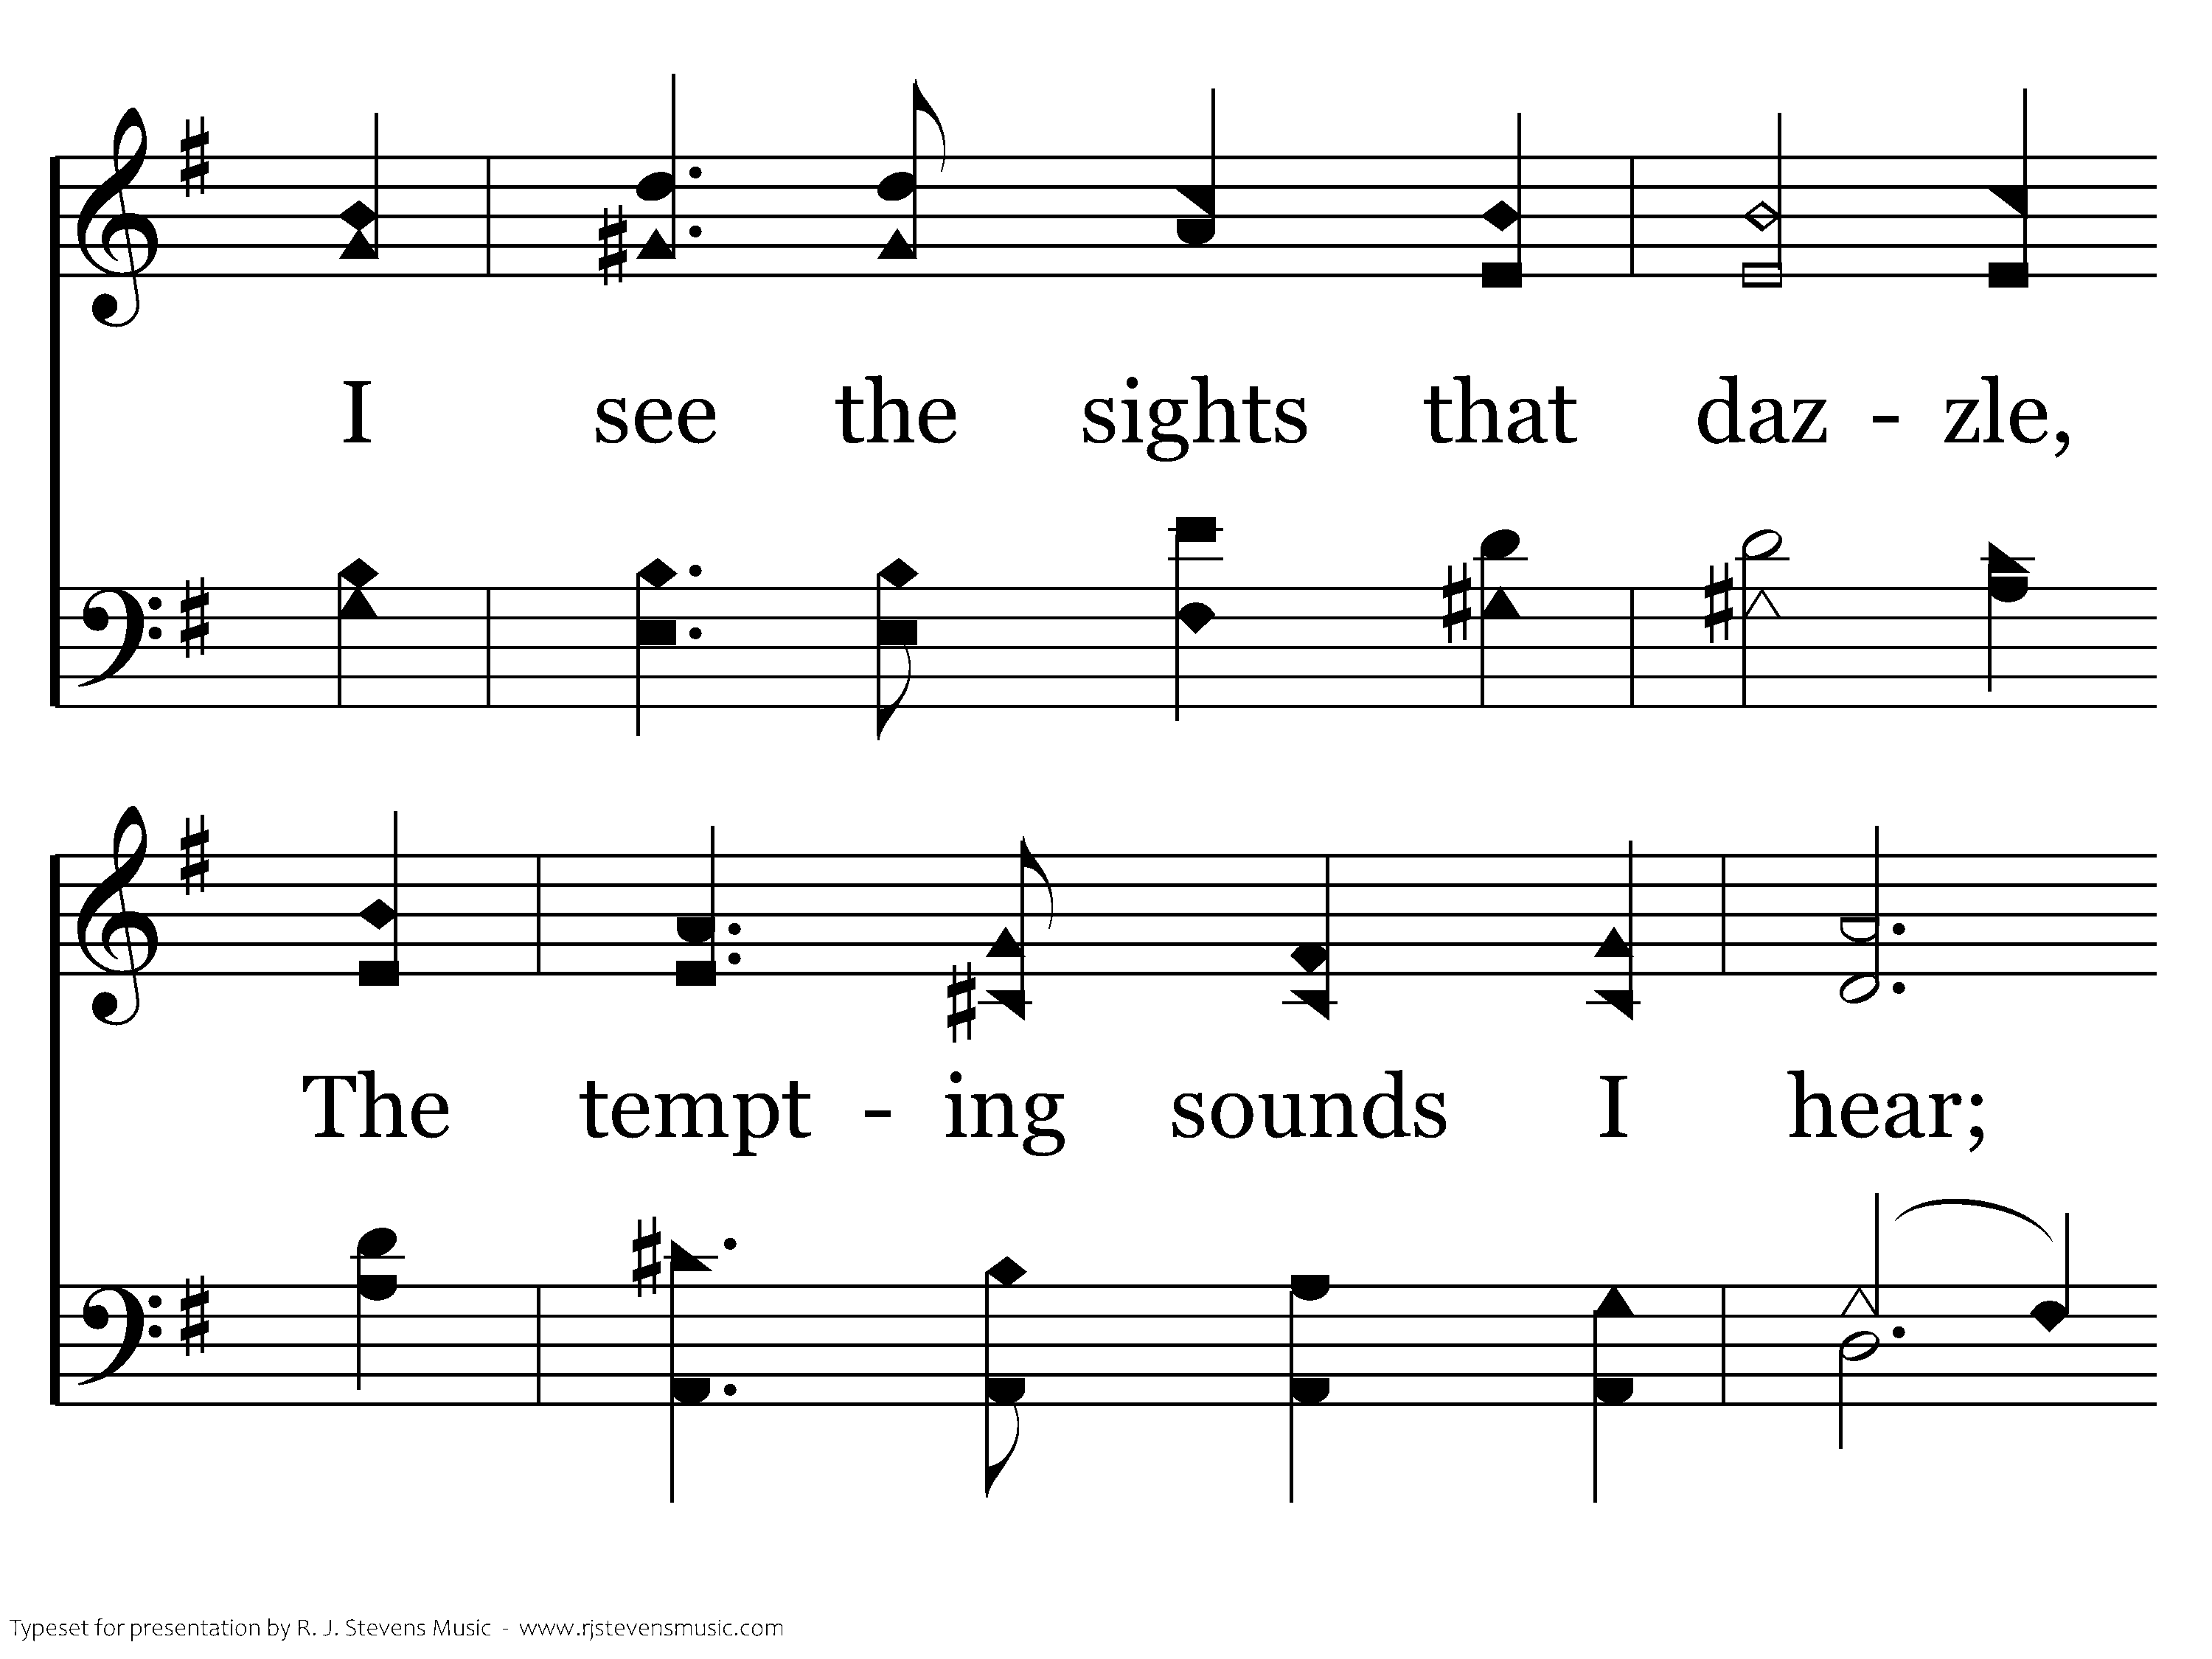 I see the sights that daz - zle,
The tempt - ing sounds I hear;
Typeset for presentation by R. J. Stevens Music - www.rjstevensmusic.com